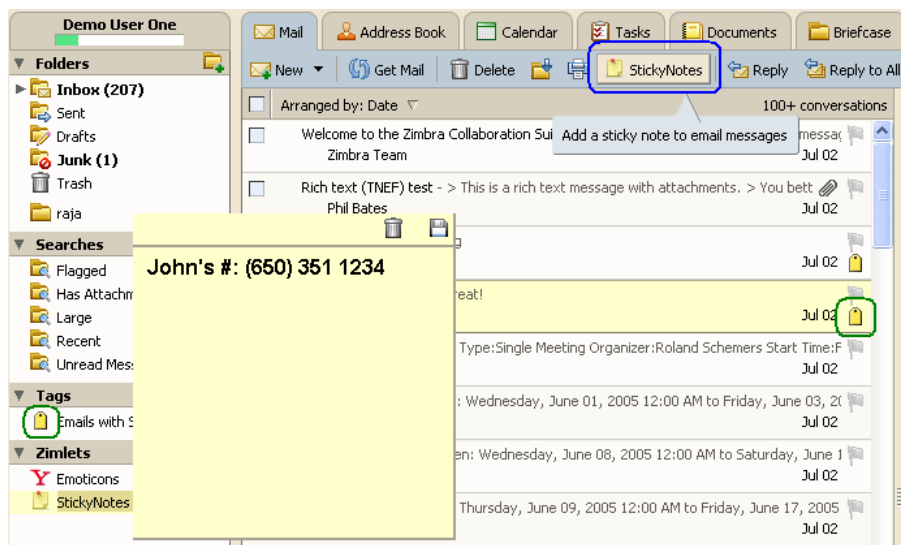 Demo User One
Mail Address Book Calendar Tasks Documents Briefcase
Folders
New Get Mail Delete StickyNotes Reply Reply to All
Inbox (207)
Sent
Drafts
Junk (1)
Trash
raja
Arranged by: Date 100+ conversations
Add a sticky note to email messages
Welcome to the Zimbra Collaboration Sui
Zimbra Team Jul 02
Rich text (TNEF) test - > This is a rich text message with attachments. > You bett
Phil Bates Jul 02
Searches
Flagged
Has Attachm
Large
Recent
Unread Mes
Tags
Emails with S
Zimlets
Emoticons
StickyNotes
John's #: (650) 351 1234
Jul 02
reat!
Jul 02
Type:Single Meeting Organizer:Roland Schemers Start Time:F
Jul 02
: Wednesday, June 01, 2005 12:00 AM to Friday, June 03, 20
Jul 02
en: Wednesday, June 08, 2005 12:00 AM to Saturday, June 1
Jul 02
Thursday, June 09, 2005 12:00 AM to Friday, June 17, 2005
Jul 02